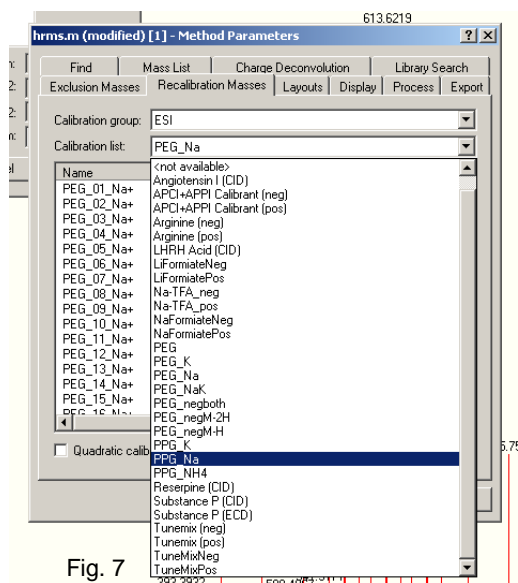 613.6219
hrms.m (modified) [1] - Method Parameters
Find Mass List Charge Deconvolution Library Search
Exclusion Masses Recalibration Masses Layouts Display Process Export
Calibration group: ESI
Calibration list: PEG_Na
Name
PEG_01_Na+
PEG_02_Na+
PEG_03_Na+
PEG_04_Na+
PEG_05_Na+
PEG_06_Na+
PEG_07_Na+
PEG_08_Na+
PEG_09_Na+
PEG_10_Na+
PEG_11_Na+
PEG_12_Na+
PEG_13_Na+
PEG_14_Na+
PEG_15_Na+
PEG_16_Na+
<not available>
Angiotensin I (CID)
APCI+APPI Calibrant (neg)
APCI+APPI Calibrant (pos)
Arginine (neg)
Arginine (pos)
LHRH Acid (CID)
LiFormiateNeg
LiFormiatePos
Na-TFA_neg
Na-TFA_pos
NaFormiateNeg
NaFormiatePos
PEG
PEG_K
PEG_Na
PEG_NaK
PEG_negboth
PEG_negM-2H
PEG_negM-H
PPG_K
PPG_Na
PPG_NH4
Reserpine (CID)
Substance P (CID)
Substance P (ECD)
Tunemix (neg)
Tunemix (pos)
TuneMixNeg
TuneMixPos
Quadratic calib
5.75
Fig. 7
393.3932